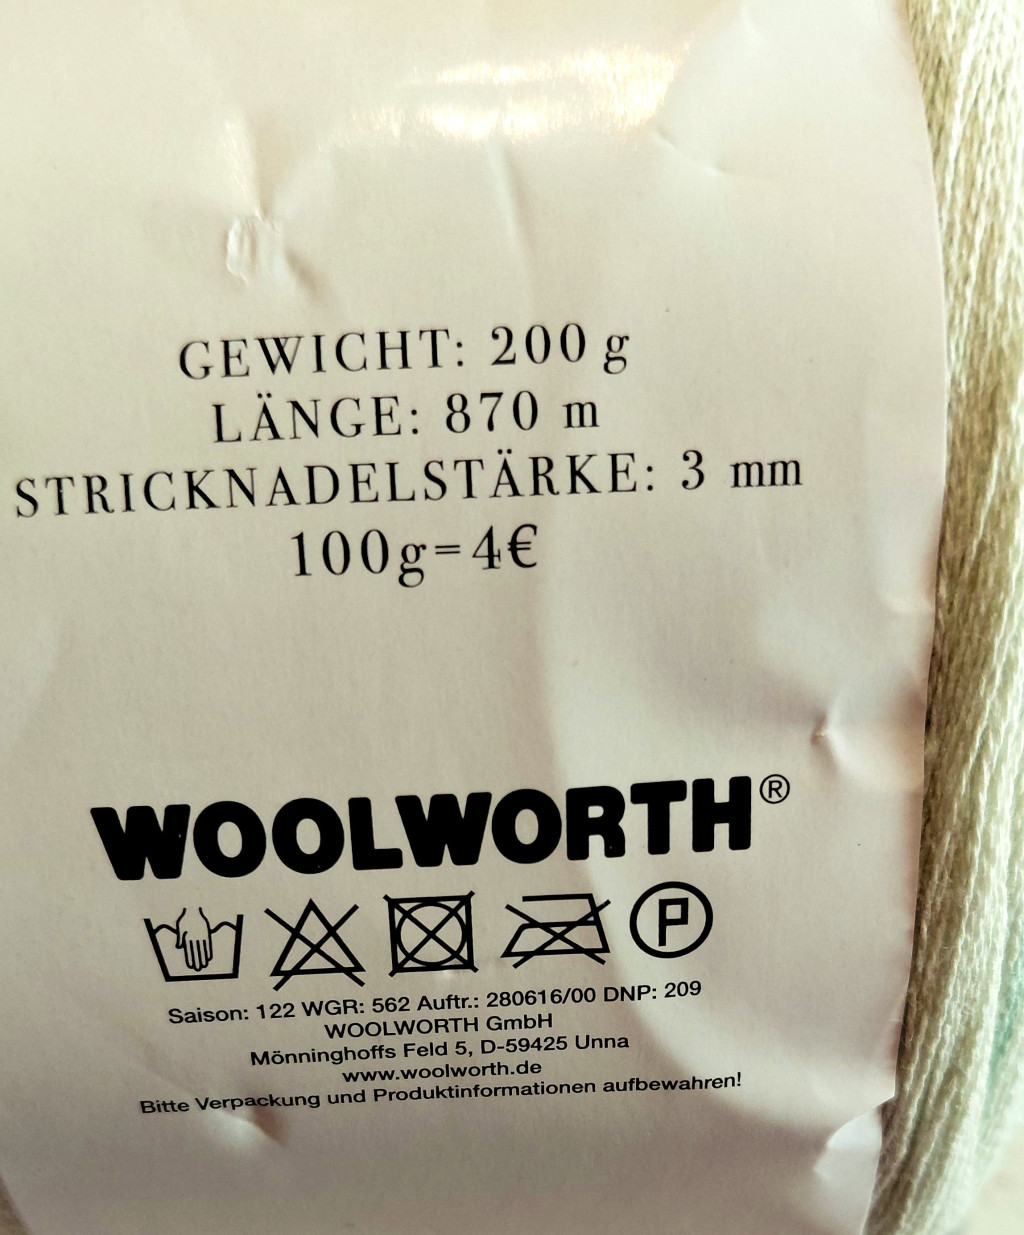 GEWICHT: 200 g
LÄNGE: 870 m
STRICKNADELSTÄRKE: 3 mm
100g=4€
WOOLWORTH®
P
Saison: 122 WGR: 562 Auftr.: 280616/00 DNP: 209
WOOLWORTH GmbH
Mönninghoffs Feld 5, D-59425 Unna
www.woolworth.de
Bitte Verpackung und Produktinformationen aufbewahren!